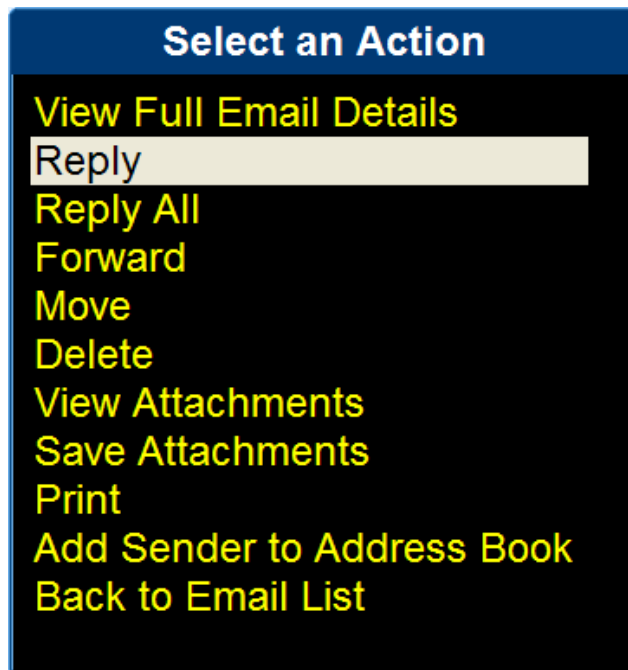 Select an Action
View Full Email Details
Reply
Reply All
Forward
Move
Delete
View Attachments
Save Attachments
Print
Add Sender to Address Book
Back to Email List